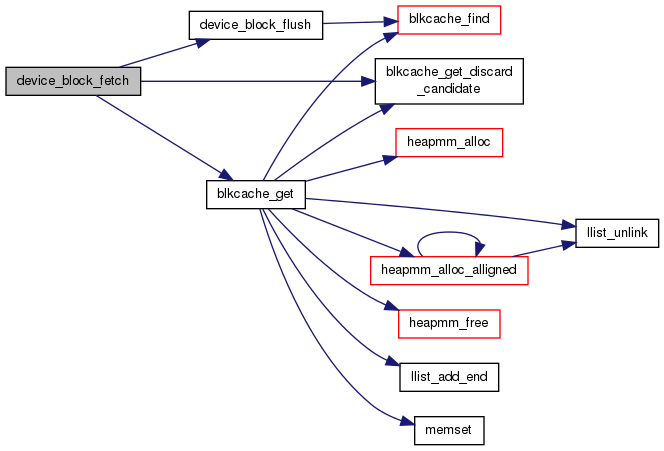 device_block_fetch
device_block_flush
blkcache_find
blkcache_get_discard
_candidate
heapmm_alloc
blkcache_get
llist_unlink
heapmm_alloc_alligned
heapmm_free
llist_add_end
memset